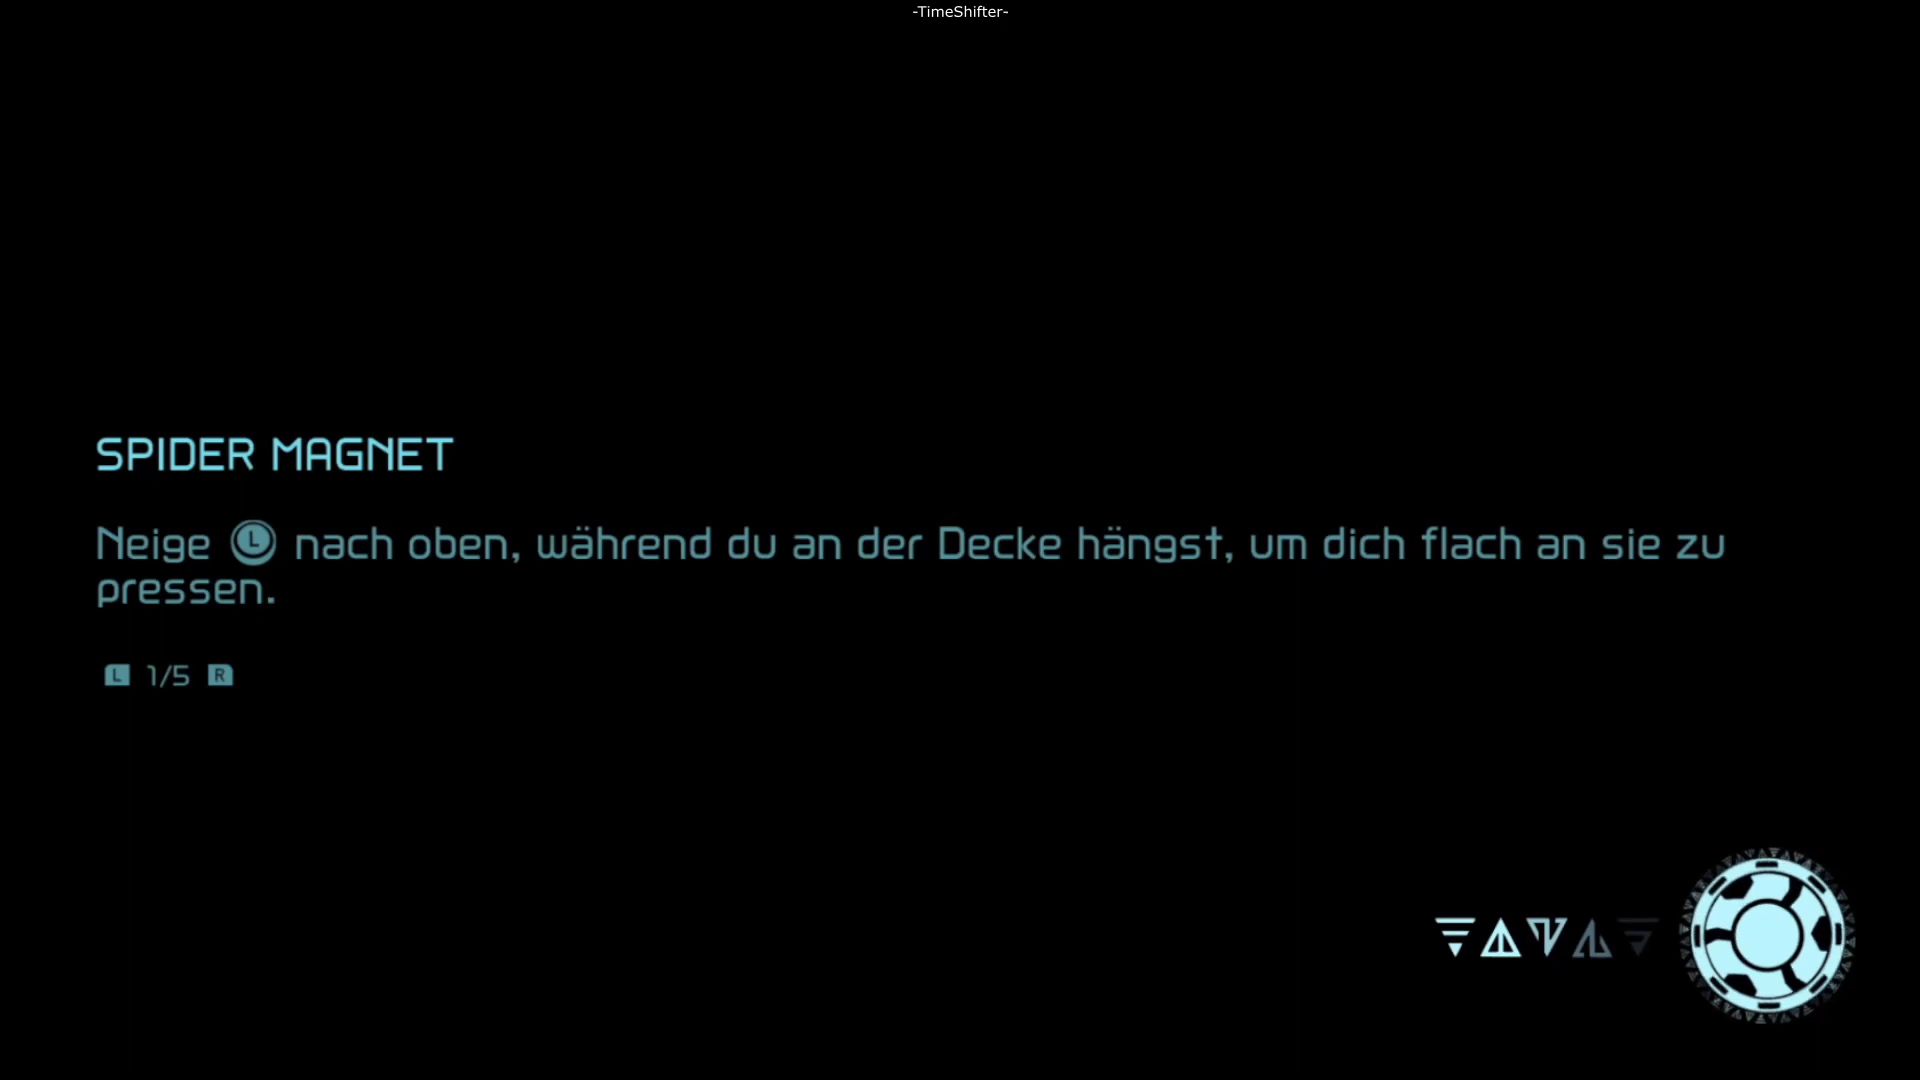 -TimeShifter-
SPIDER MAGNET
Neige L nach oben, während du an der Decke hängst, um dich flach an sie zu
pressen.
L 1/5 R